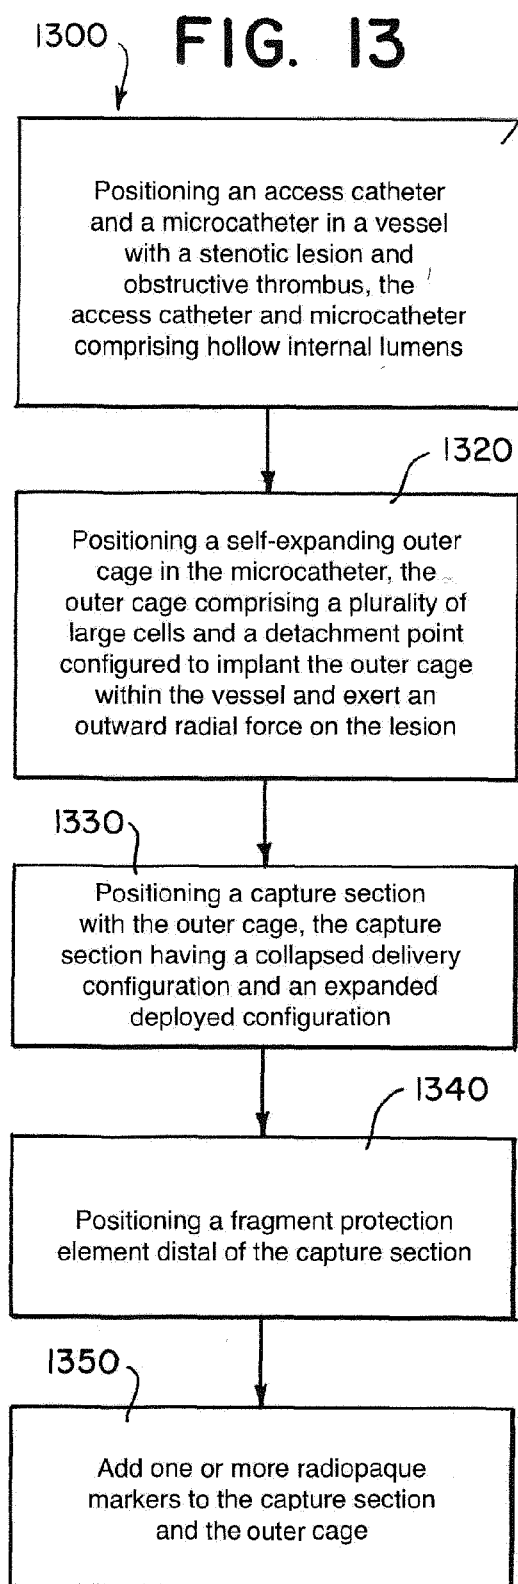 1300 FIG. 13
Positioning an access catheter
and a microcatheter in a vessel
with a stenotic lesion and
obstructive thrombus, the
access catheter and microcatheter
comprising hollow internal lumens
1320
Positioning a self-expanding outer
cage in the microcatheter, the
outer cage comprising a plurality of
large cells and a detachment point
configured to implant the outer cage
within the vessel and exert an
outward radial force on the lesion
1330
Positioning a capture section
with the outer cage, the capture
section having a collapsed delivery
configuration and an expanded
deployed configuration
1340
Positioning a fragment protection
element distal of the capture section
1350
Add one or more radiopaque
markers to the capture section
and the outer cage